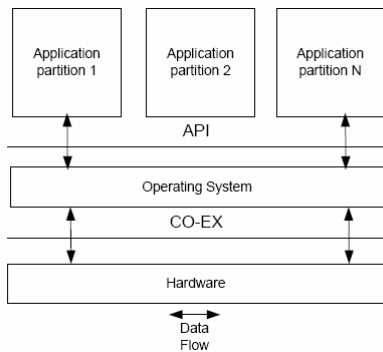 Application
partition 1
Application
partition 2
Application
partition N
API
Operating System
CO-EX
Hardware
Data
Flow